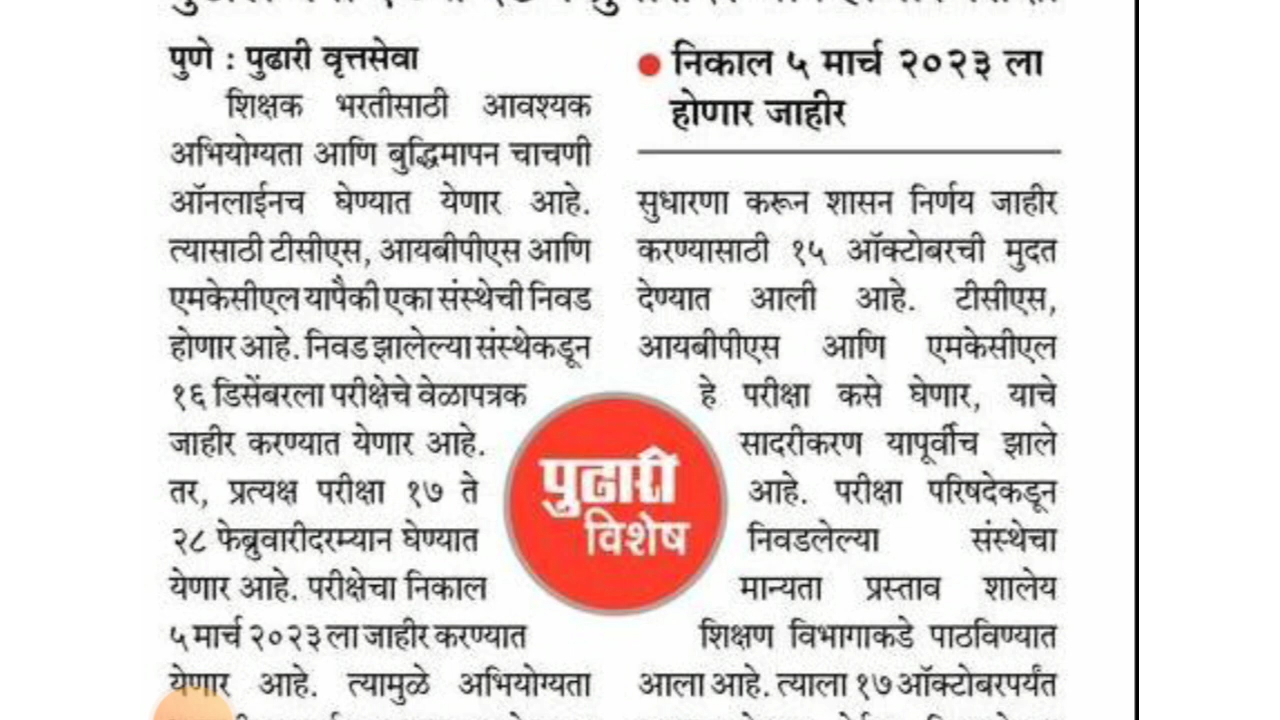 पुणे : पुढारी वृत्तसेवा
शिक्षक भरतीसाठी आवश्यक
अभियोग्यता आणि बुद्धिमापन चाचणी
ऑनलाईनच घेण्यात येणार आहे.
त्यासाठी टीसीएस, आयबीपीएस आणि
एमकेसीएल यापैकी एका संस्थेची निवड
होणार आहे. निवड झालेल्या संस्थेकडून
१६ डिसेंबरला परीक्षेचे वेळापत्रक
जाहीर करण्यात येणार आहे.
तर, प्रत्यक्ष परीक्षा १७ ते
२८ फेब्रुवारीदरम्यान घेण्यात
येणार आहे. परीक्षेचा निकाल
५ मार्च २०२३ ला जाहीर करण्यात
येणार आहे. त्यामुळे अभियोग्यता
पुढारी
विशेष
● निकाल ५ मार्च २०२३ ला
होणार जाहीर
सुधारणा करून शासन निर्णय जाहीर
करण्यासाठी १५ ऑक्टोबरची मुदत
देण्यात आली आहे. टीसीएस,
आयबीपीएस आणि एमकेसीएल
हे परीक्षा कसे घेणार, याचे
सादरीकरण यापूर्वीच झाले
आहे. परीक्षा परिषदेकडून
निवडलेल्या संस्थेचा
मान्यता प्रस्ताव शालेय
शिक्षण विभागाकडे पाठविण्यात
आला आहे. त्याला १७ ऑक्टोबरपर्यंत